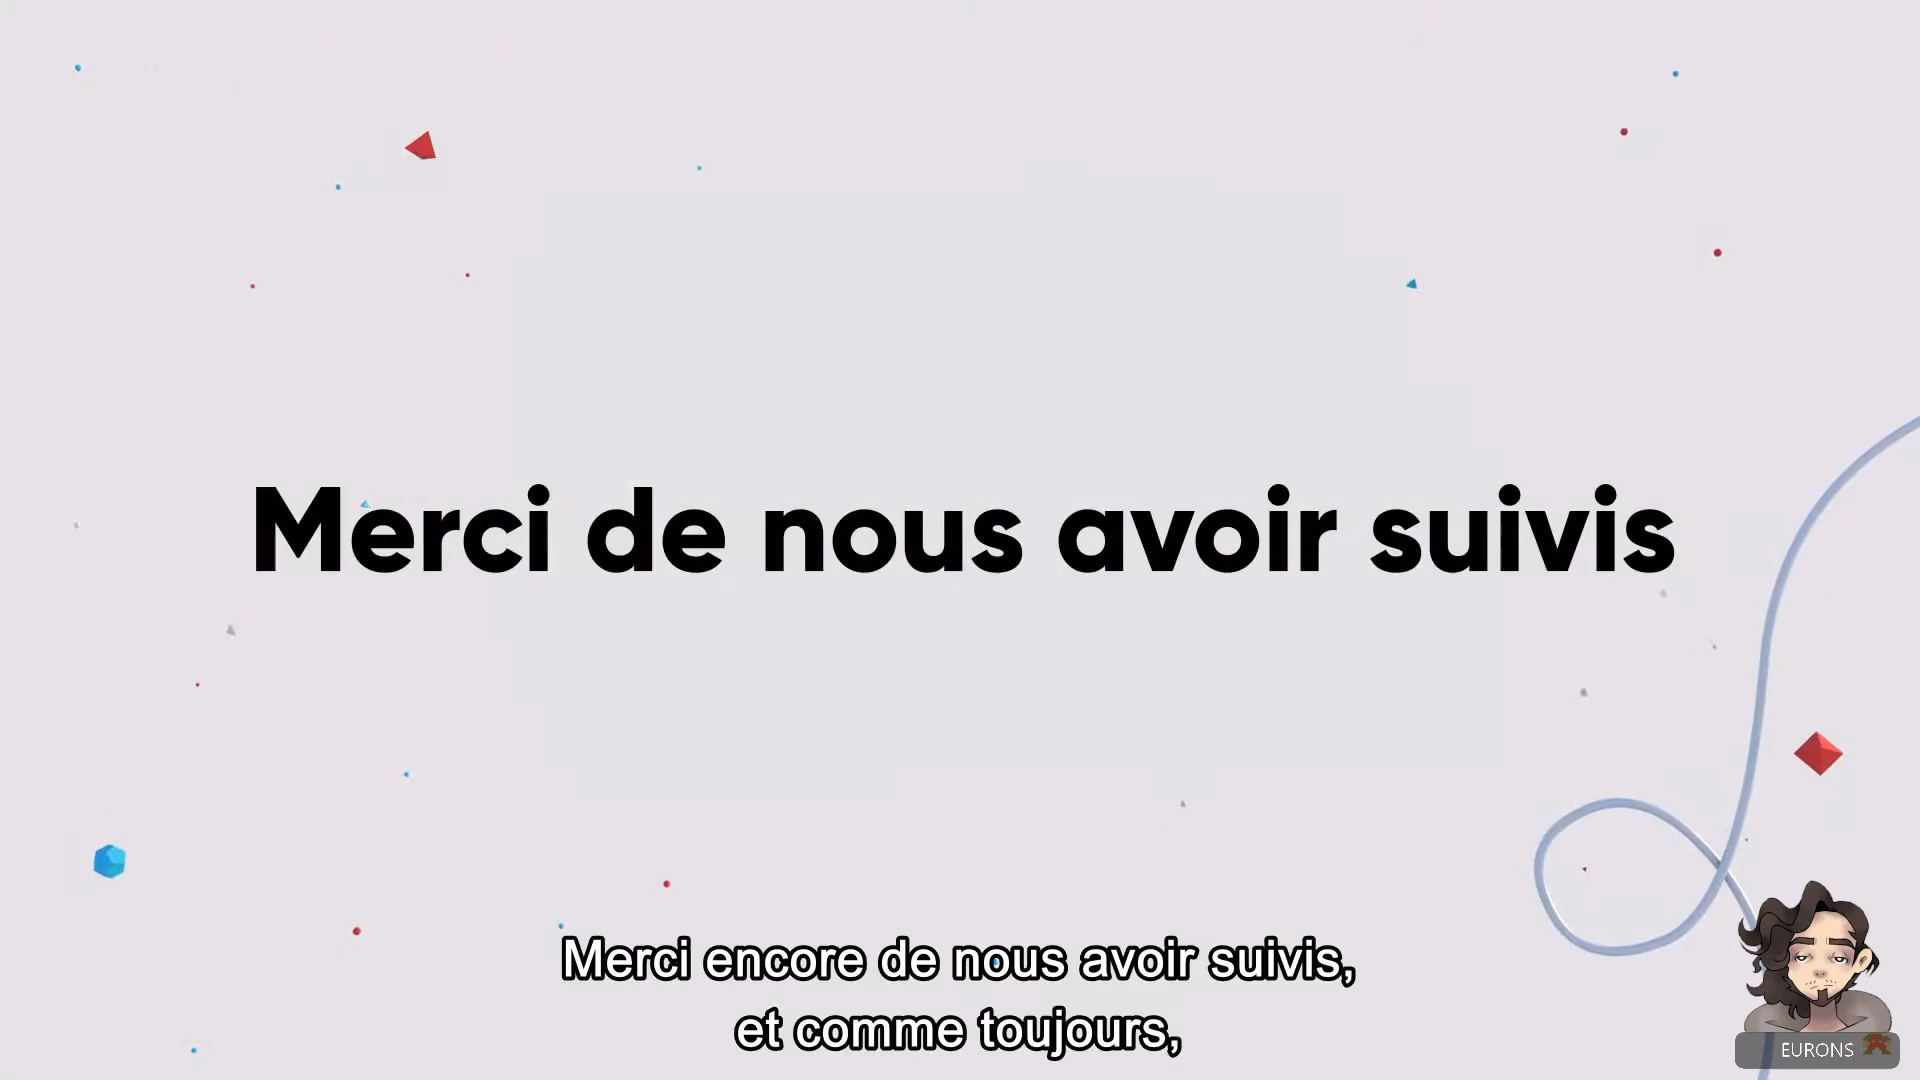 Merci de nous avoir suivis
Merci encore de nous avoir suivis,
et comme toujours,
EURONS